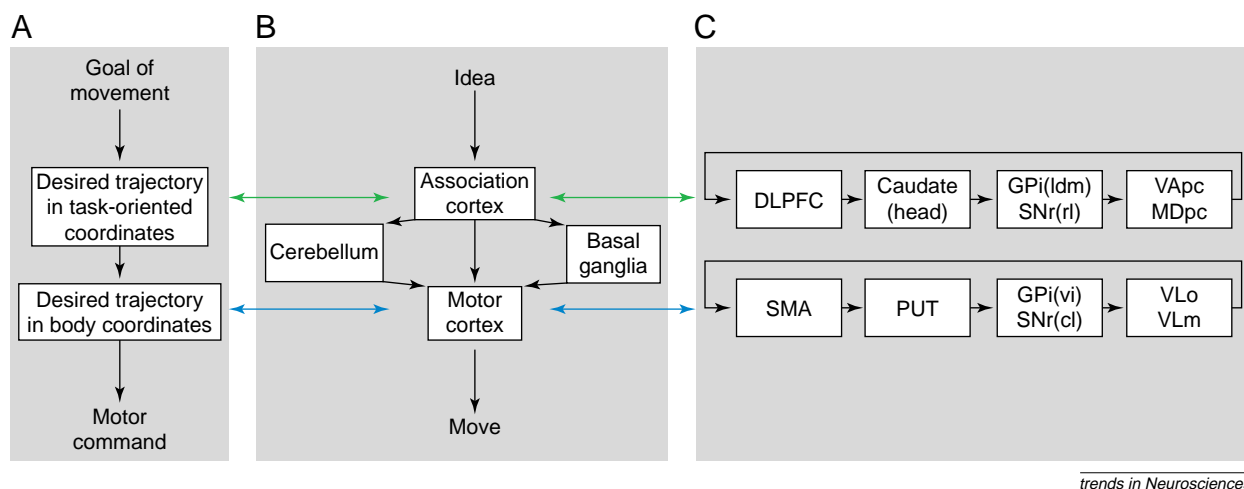 A
Goal of
movement
Desired trajectory
in task-oriented
coordinates
Desired trajectory
in body coordinates
Motor
command
B
Idea
Association
cortex
Cerebellum
Basal
ganglia
Motor
cortex
Move
C
DLPFC
Caudate
(head)
GPi(ldm)
SNr(rl)
VApc
MDpc
SMA
PUT
GPi(vi)
SNr(cl)
VLo
VLm
trends in Neurosciences